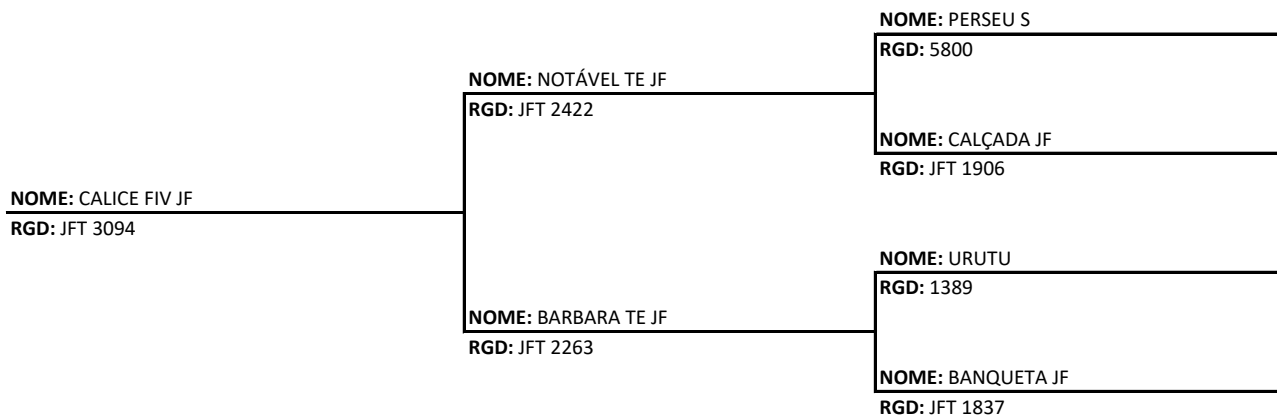 NOME: PERSEU S
RGD: 5800
NOME: NOTÁVEL TE JF
RGD: JFT 2422
NOME: CALÇADA JF
RGD: JFT 1906
NOME: CALICE FIV JF
RGD: JFT 3094
NOME: URUTU
RGD: 1389
NOME: BARBARA TE JF
RGD: JFT 2263
NOME: BANQUETA JF
RGD: JFT 1837